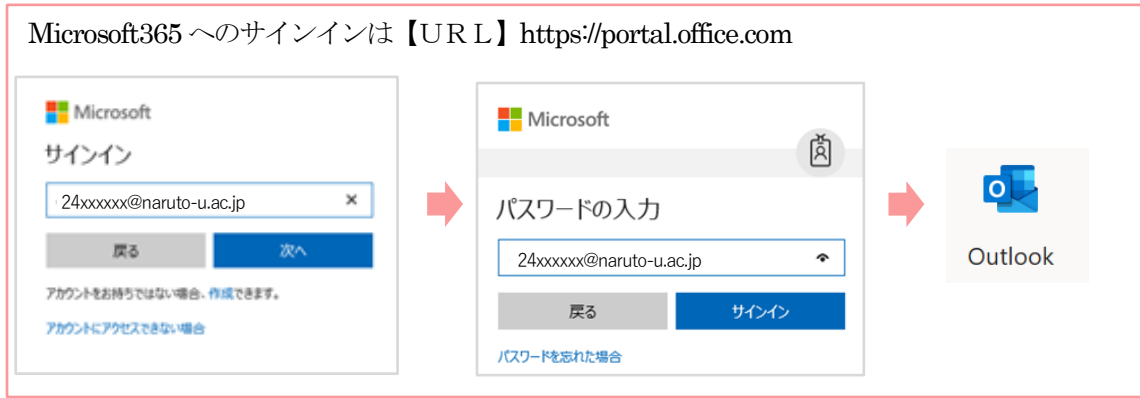 Microsoft365 へのサインインは【ＵＲＬ】https://portal.office.com
Microsoft
サインイン
24xxxxxx@naruto-u.ac.jp
戻る
次へ
アカウントをお持ちではない場合、作成できます。
アカウントにアクセスできない場合
Microsoft
パスワードの入力
24xxxxxx@naruto-u.ac.jp
戻る
サインイン
パスワードを忘れた場合
Outlook